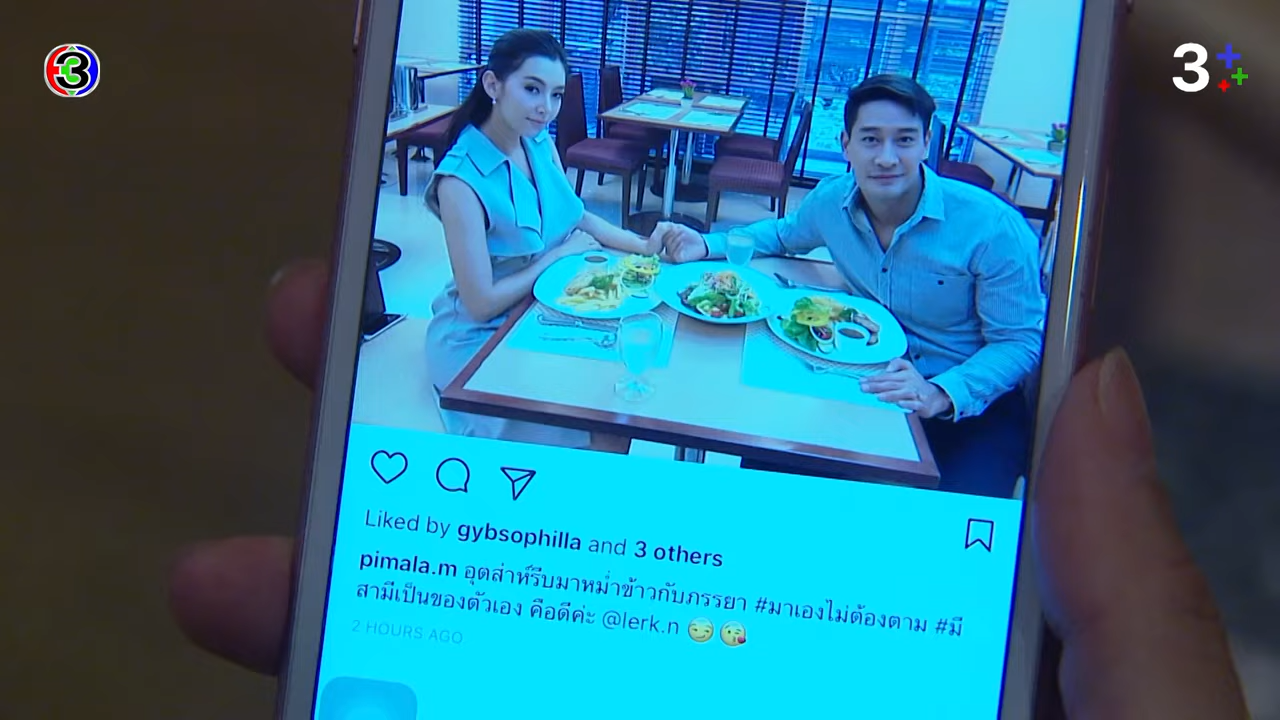 3
3
Liked by gybsophilla and 3 others
pimala.m อุตส่าห์รีบมาหม่ำข้าวกับภรรยา #มาเองไม่ต้องตาม #มี
สามีเป็นของตัวเอง คือดีค่ะ @lerk.n 😏😘
2 HOURS AGO